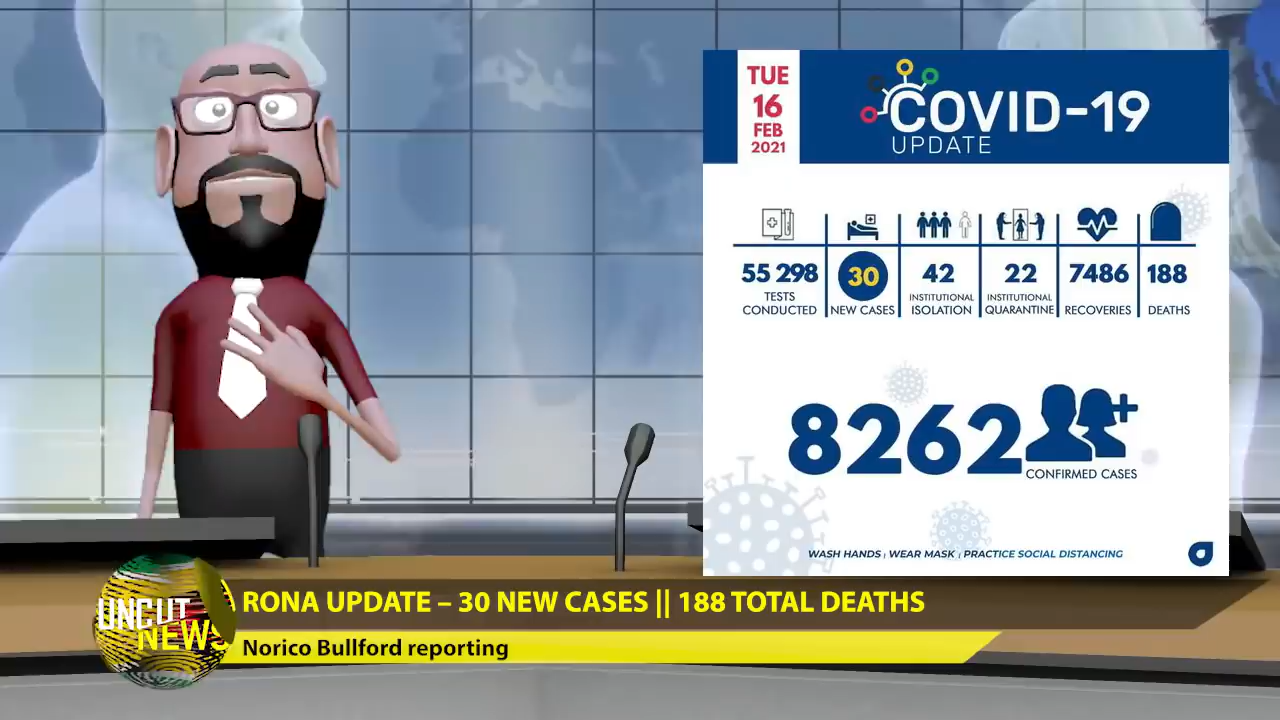 TUE
16
FEB
2021
COVID-19
UPDATE
55 298
TESTS
CONDUCTED
30
NEW CASES
42
INSTITUTIONAL
ISOLATION
22
INSTITUTIONAL
QUARANTINE
7486
RECOVERIES
188
DEATHS
8262
CONFIRMED CASES
WASH HANDS | WEAR MASK | PRACTICE SOCIAL DISTANCING
UNCUT
NEWS
RONA UPDATE – 30 NEW CASES || 188 TOTAL DEATHS
Norico Bullford reporting